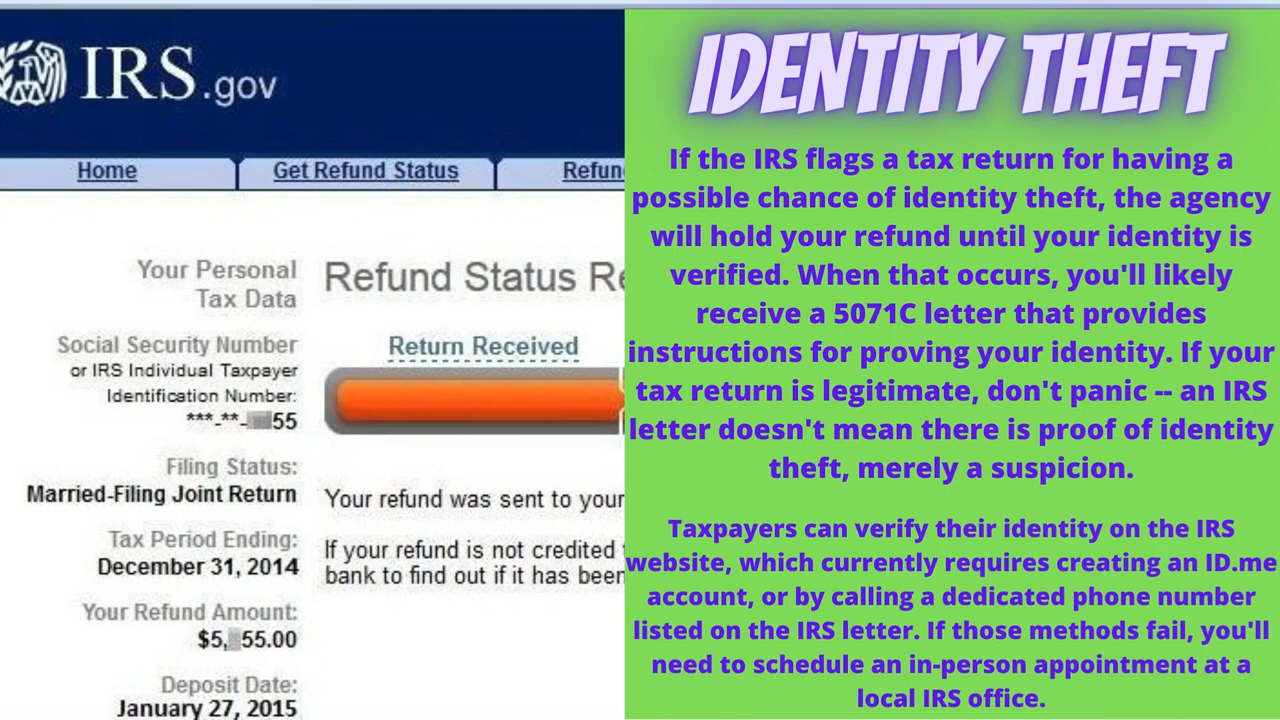 IRS.gov
Home
Get Refund Status
Your Personal
Tax Data
Social Security Number
or IRS Individual Taxpayer
Identification Number:
***-**-55
Filing Status:
Married-Filing Joint Return
Tax Period Ending:
December 31, 2014
Your Refund Amount:
$5, 55.00
Deposit Date:
January 27, 2015
Refund Status
Return Received
Your refund was sent to your
If your refund is not credited
bank to find out if it has been
IDENTITY THEFT
If the IRS flags a tax return for having a
possible chance of identity theft, the agency
will hold your refund until your identity is
verified. When that occurs, you'll likely
receive a 5071C letter that provides
instructions for proving your identity. If your
tax return is legitimate, don't panic -- an IRS
letter doesn't mean there is proof of identity
theft, merely a suspicion.
Taxpayers can verify their identity on the IRS
website, which currently requires creating an ID.me
account, or by calling a dedicated phone number
listed on the IRS letter. If those methods fail, you'll
need to schedule an in-person appointment at a
local IRS office.